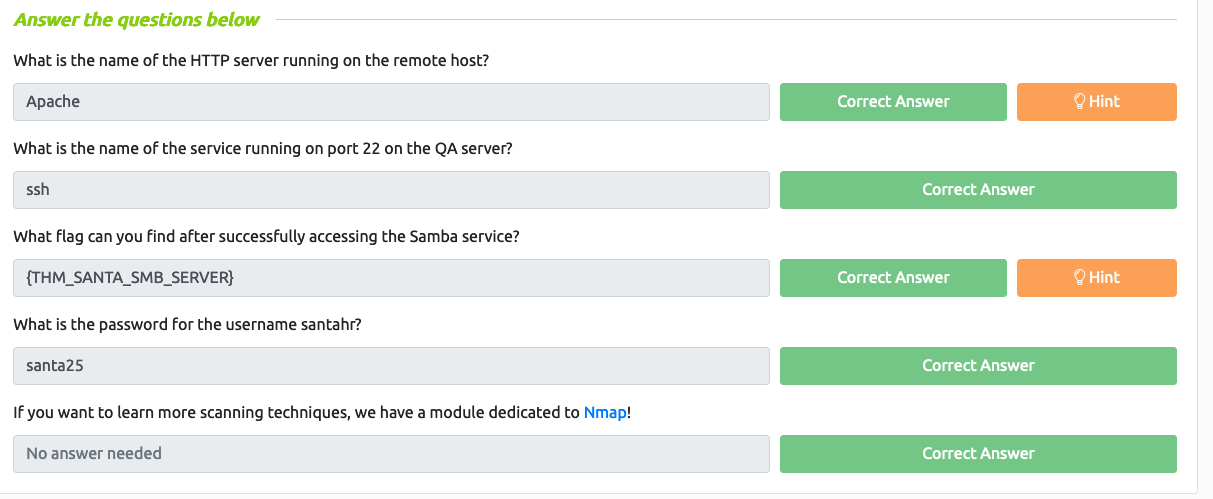 Answer the questions below
What is the name of the HTTP server running on the remote host?
Apache
Correct Answer
Hint
What is the name of the service running on port 22 on the QA server?
ssh
Correct Answer
What flag can you find after successfully accessing the Samba service?
{THM_SANTA_SMB_SERVER}
Correct Answer
Hint
What is the password for the username santahr?
santa25
Correct Answer
If you want to learn more scanning techniques, we have a module dedicated to Nmap!
No answer needed
Correct Answer